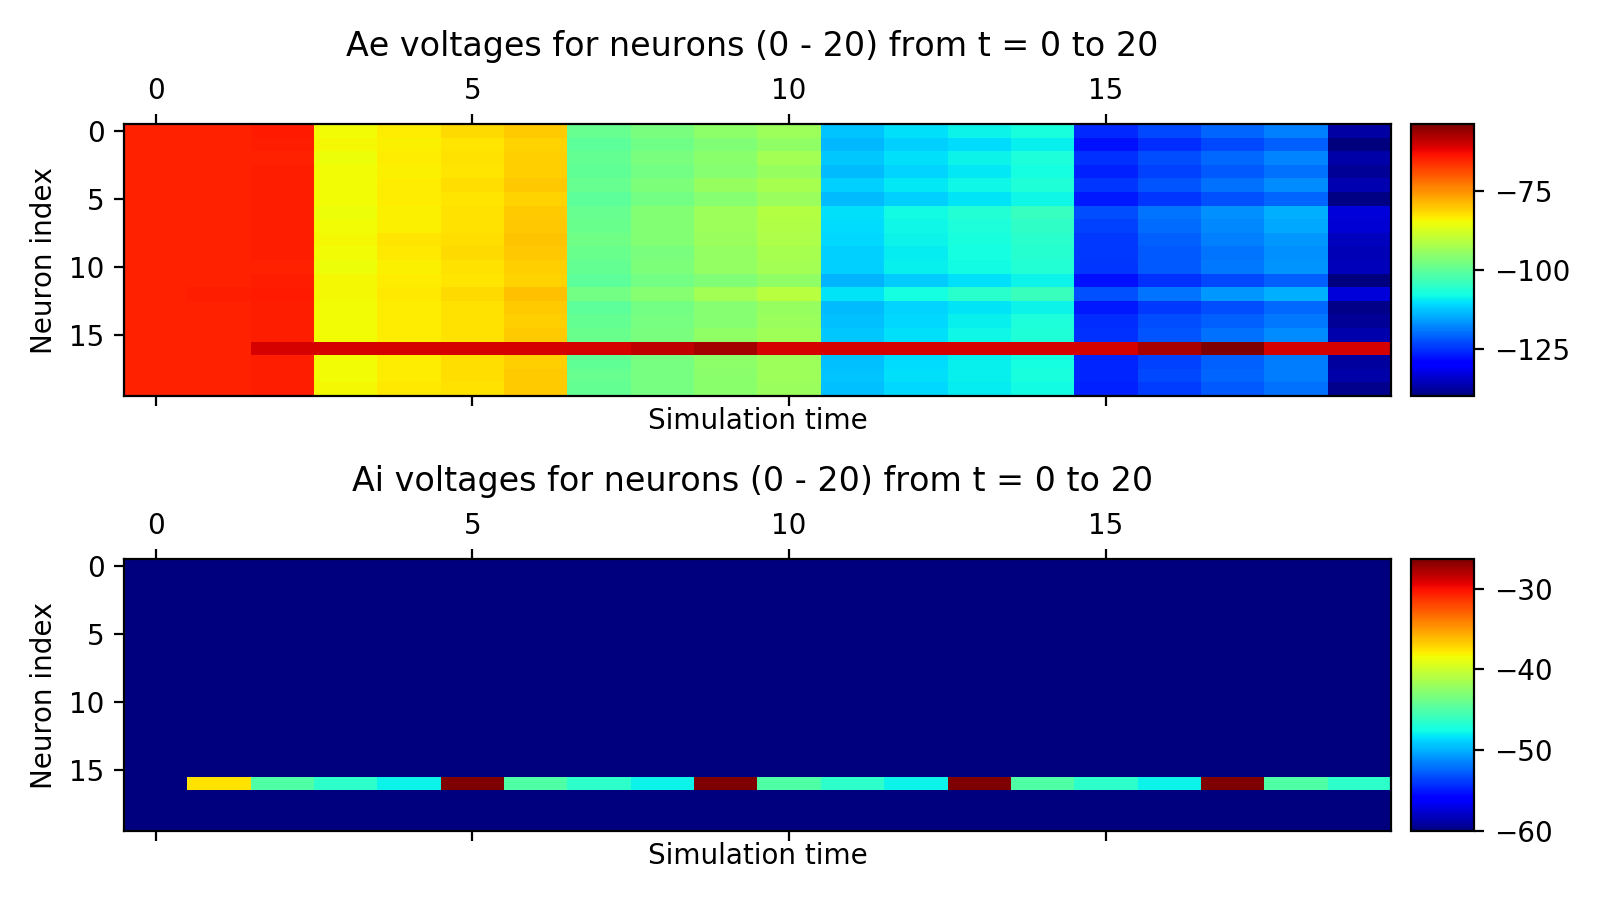 Ae voltages for neurons (0 - 20) from t = 0 to 20
0 5 10 15
Neuron index
0
5
10
15
−75
−100
−125
Simulation time
Ai voltages for neurons (0 - 20) from t = 0 to 20
0 5 10 15
Neuron index
0
5
10
15
−30
−40
−50
−60
Simulation time